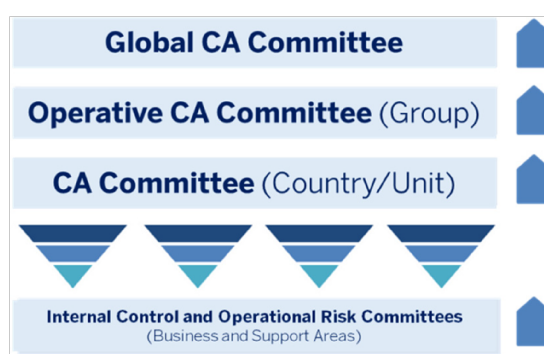 Global CA Committee
Operative CA Committee (Group)
CA Committee (Country/Unit)
Internal Control and Operational Risk Committees
(Business and Support Areas)